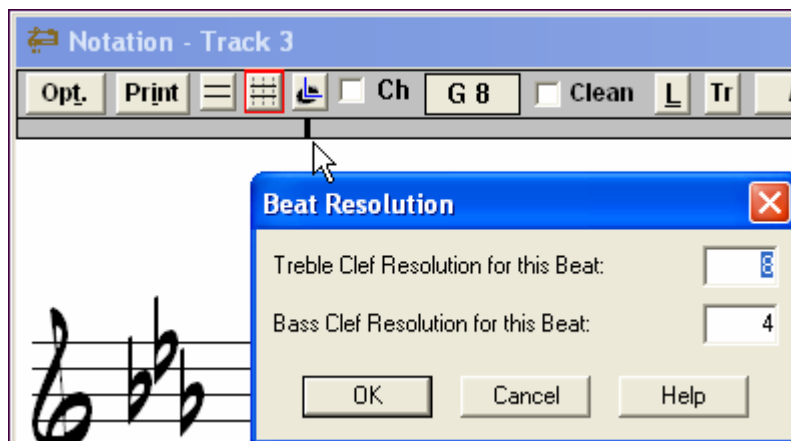 Notation - Track 3
Opt. Print Ch G 8 Clean L Tr
Beat Resolution
Treble Clef Resolution for this Beat: 8
Bass Clef Resolution for this Beat: 4
OK Cancel Help